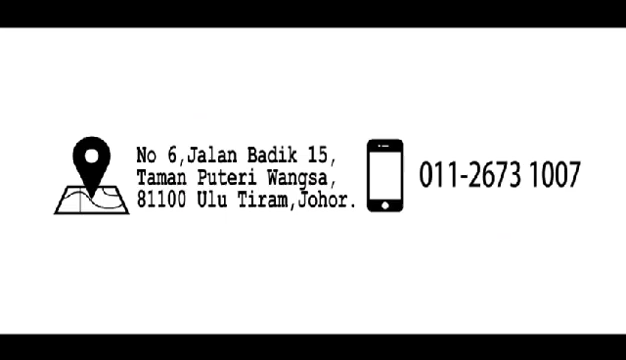 No 6,Jalan Badik 15,
Taman Puteri Wangsa,
81100 Ulu Tiram,Johor.
011-2673 1007